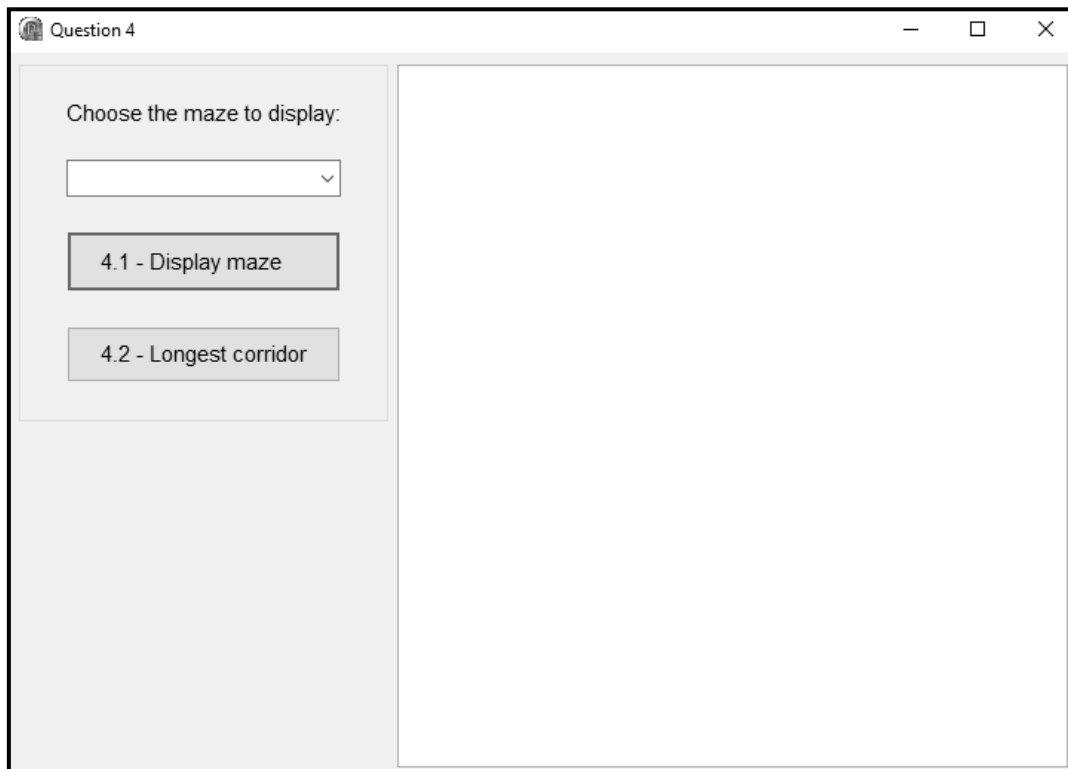 Question 4
Choose the maze to display:
4.1 - Display maze
4.2 - Longest corridor